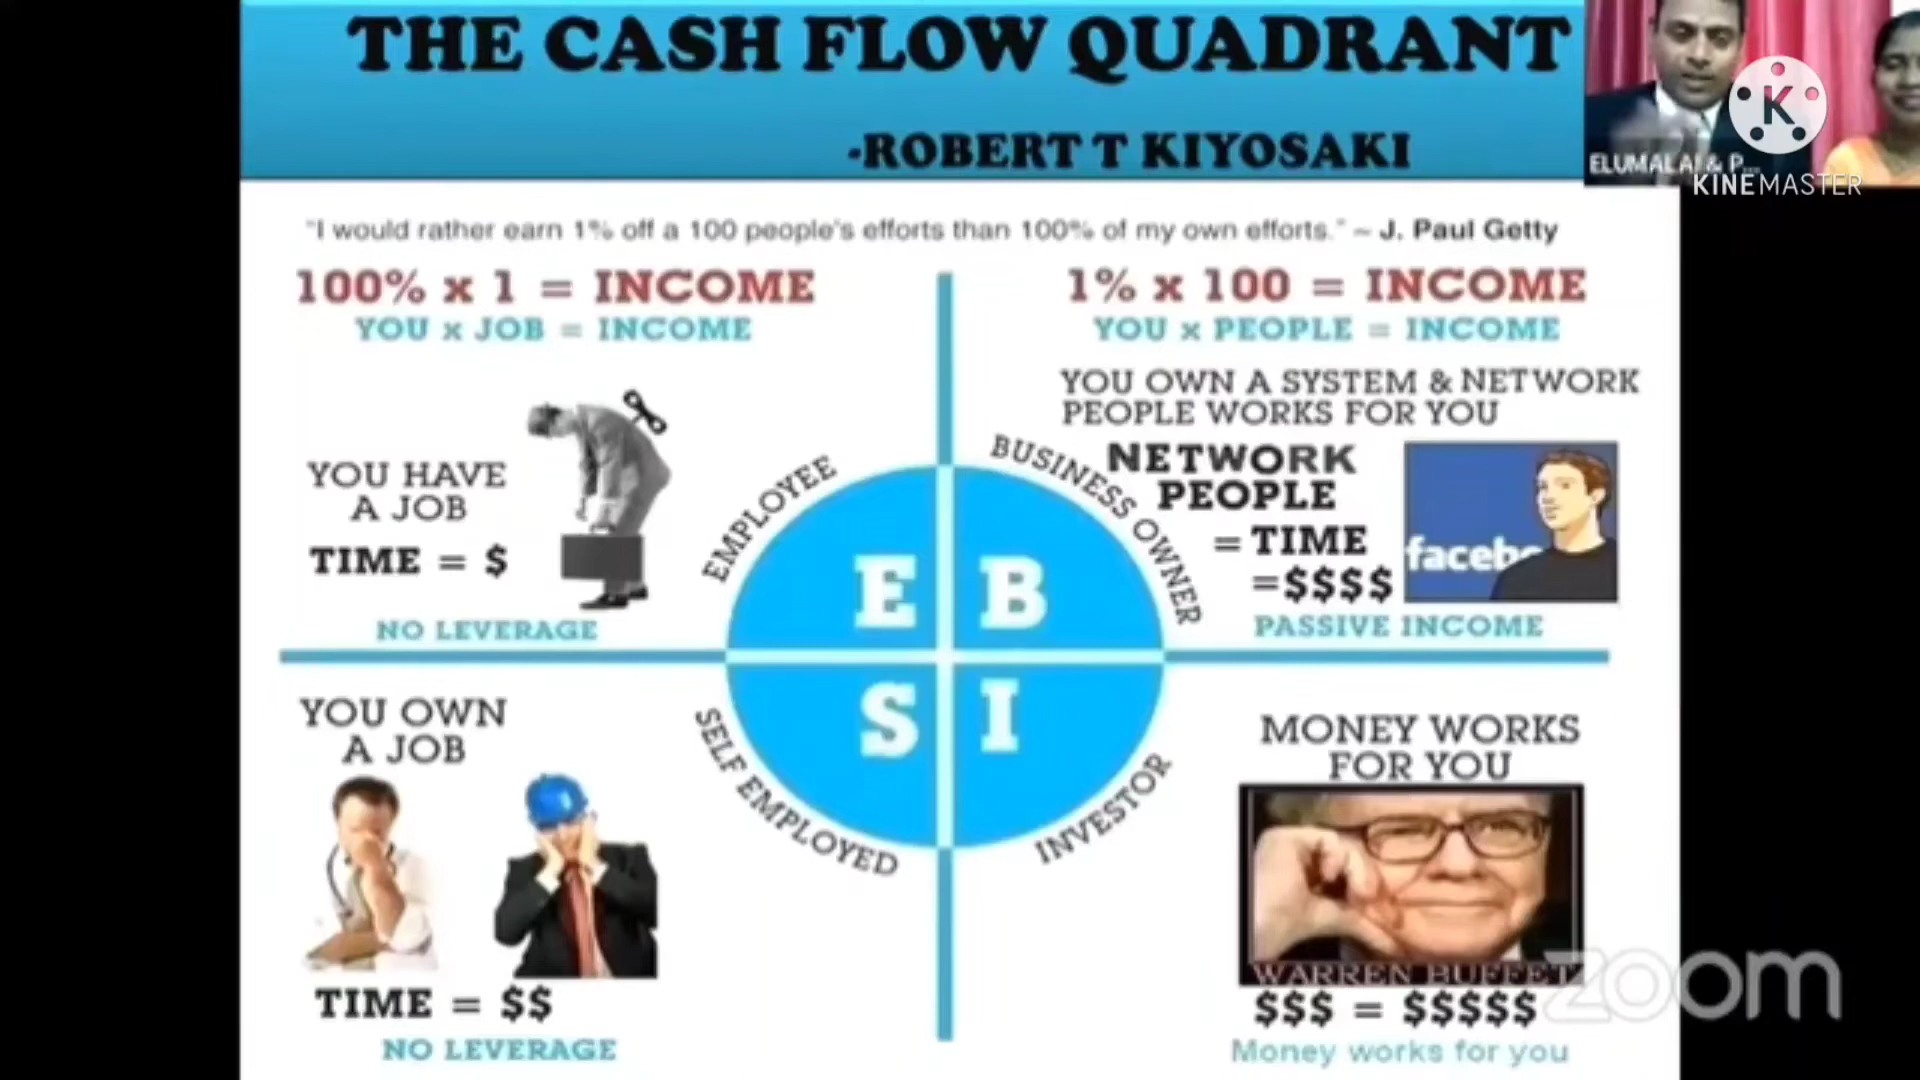 THE CASH FLOW QUADRANT
-ROBERT T KIYOSAKI
ELUMALAI & P...
K
KINEMASTER
"I would rather earn 1% off a 100 people's efforts than 100% of my own efforts." ~ J. Paul Getty
100% x 1 = INCOME
YOU x JOB = INCOME
1% x 100 = INCOME
YOU x PEOPLE = INCOME
YOU OWN A SYSTEM & NETWORK
PEOPLE WORKS FOR YOU
YOU HAVE
A JOB
TIME = $
NO LEVERAGE
EMPLOYEE
BUSINESS OWNER
NETWORK
PEOPLE
= TIME
=$$$$
facebo
PASSIVE INCOME
E
B
S
I
YOU OWN
A JOB
TIME = $$
NO LEVERAGE
SELF EMPLOYED
INVESTOR
MONEY WORKS
FOR YOU
WARREN BUFFET
$$$ = $$$$$
Money works for you
zoom